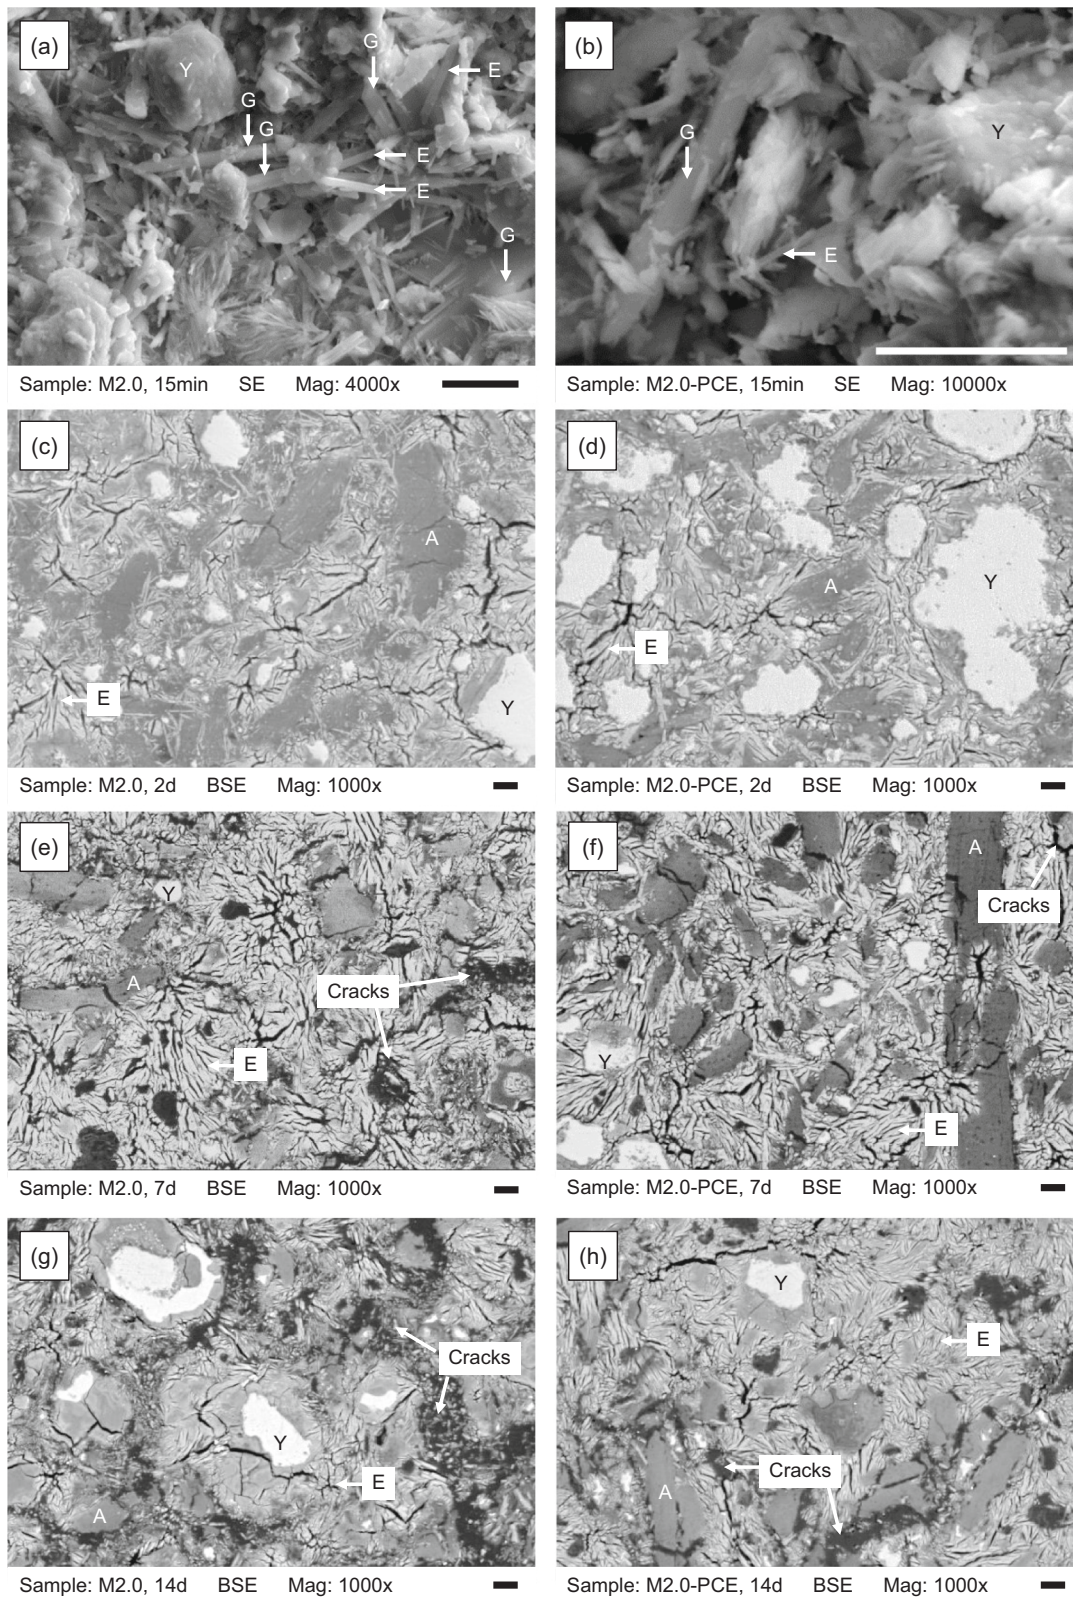 (a)
G
Y
E
G
G
E
E
G
Sample: M2.0, 15min SE Mag: 4000x
(b)
Y
G
E
Sample: M2.0-PCE, 15min SE Mag: 10000x
(c)
A
E
Y
Sample: M2.0, 2d BSE Mag: 1000x
(d)
Y
A
E
Sample: M2.0-PCE, 2d BSE Mag: 1000x
(e)
Y
A
Cracks
E
Sample: M2.0, 7d BSE Mag: 1000x
(f)
A
Cracks
Y
E
Sample: M2.0-PCE, 7d BSE Mag: 1000x
(g)
Cracks
Y
E
A
Sample: M2.0, 14d BSE Mag: 1000x
(h)
Y
E
Cracks
A
Sample: M2.0-PCE, 14d BSE Mag: 1000x